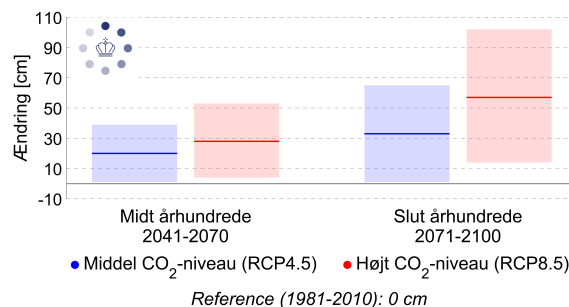 110
90
70
50
30
10
-10
Ændring [cm]
Midt århundrede
2041-2070
Slut århundrede
2071-2100
Middel CO₂-niveau (RCP4.5)
Højt CO₂-niveau (RCP8.5)
Reference (1981-2010): 0 cm